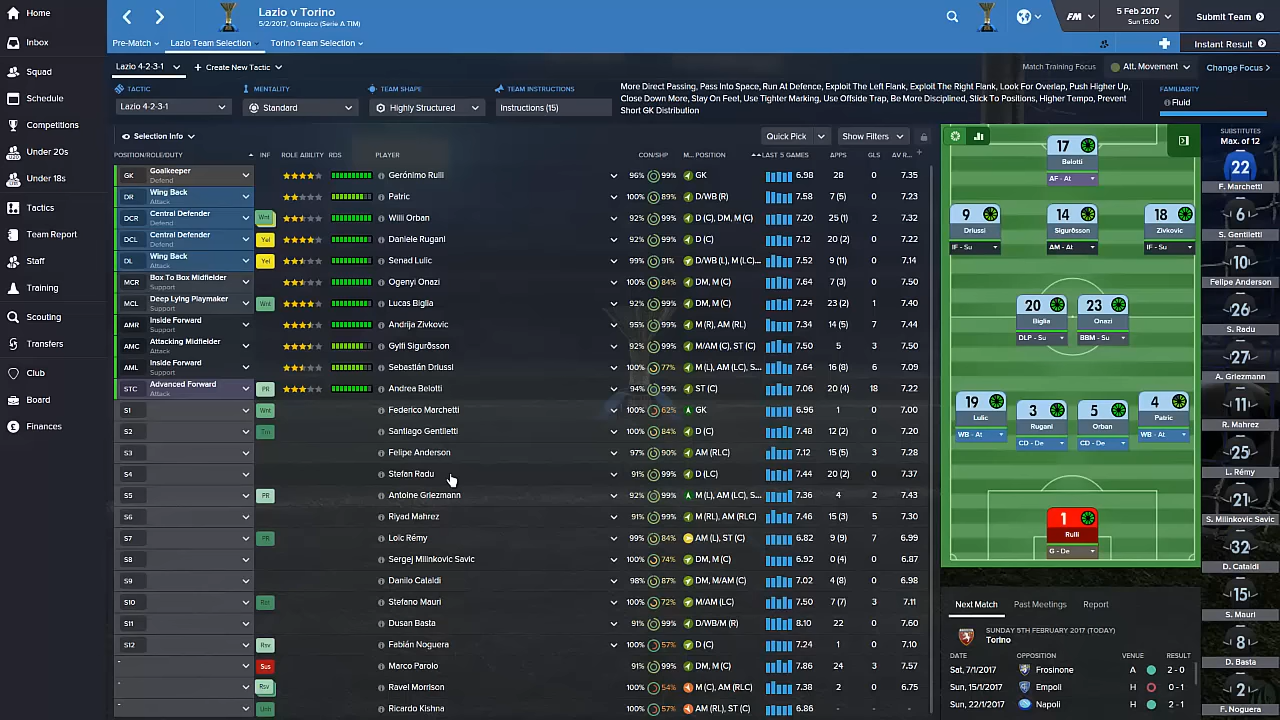 Home
Inbox
Squad
Schedule
Competitions
Under 20s
Under 18s
Tactics
Team Report
Staff
Training
Scouting
Transfers
Club
Board
Finances
Lazio v Torino
5/2/2017, Olimpico (Serie A TIM)
FM
5 Feb 2017
Sun 15:00
Submit Team
Pre-Match
Lazio Team Selection
Torino Team Selection
Instant Result
Lazio 4-2-3-1
Create New Tactic
Match Training Focus
Att. Movement
Change Focus >
TACTIC
Lazio 4-2-3-1
MENTALITY
Standard
TEAM SHAPE
Highly Structured
TEAM INSTRUCTIONS
Instructions (15)
More Direct Passing, Pass Into Space, Run At Defence, Exploit The Left Flank, Exploit The Right Flank, Look For Overlap, Push Higher Up,
Close Down More, Stay On Feet, Use Tighter Marking, Use Offside Trap, Be More Disciplined, Stick To Positions, Higher Tempo, Prevent
Short GK Distribution
FAMILIARITY
Fluid
Selection Info
Quick Pick
Show Filters
POSITION/ROLE/DUTY INF ROLE ABILITY RDS PLAYER CON/SHP M... POSITION LAST 5 GAMES APPS GLS AV R...
GK Goalkeeper Defend Gerónimo Rulli 96% 99% GK 6.98 28 0 7.35
DR Wing Back Attack Patric 100% 89% D/WB (R) 7.58 7 (5) 0 7.23
DCR Central Defender Defend Wnt Willi Orban 92% 99% D (C), DM, M (C) 7.20 25 (1) 2 7.32
DCL Central Defender Defend Yel Daniele Rugani 92% 99% D (C) 7.12 20 (2) 0 7.22
DL Wing Back Attack Yel Senad Lulic 99% 91% D/WB (L), M (LC),... 7.52 9 (11) 0 7.14
MCR Box To Box Midfielder Support Ogenyi Onazi 100% 84% DM, M (C) 7.64 7 (3) 0 7.50
MCL Deep Lying Playmaker Support Wnt Lucas Biglia 92% 99% DM, M (C) 7.24 23 (2) 1 7.40
AMR Inside Forward Support Andrija Zivkovic 95% 99% M (R), AM (RL) 7.34 14 (5) 7 7.44
AMC Attacking Midfielder Attack Gylfi Sigurðsson 92% 99% M/AM (C), ST (C) 7.50 5 3 7.50
AML Inside Forward Support Sebastián Driussi 100% 77% M (L), AM (LC), S... 7.64 16 (8) 6 7.09
STC Advanced Forward Attack PR Andrea Belotti 94% 99% ST (C) 7.06 20 (4) 18 7.22
S1 Wnt Federico Marchetti 100% 62% GK 6.96 1 0 7.00
S2 Santiago Gentiletti 100% 84% D (C) 7.48 12 (2) 0 7.20
S3 Felipe Anderson 97% 90% AM (RLC) 7.12 15 (5) 3 7.28
S4 Stefan Radu 91% 99% D (LC) 7.44 20 (2) 0 7.37
S5 PR Antoine Griezmann 92% 99% M (L), AM (LC), S... 7.36 4 2 7.43
S6 Riyad Mahrez 91% 99% M (RL), AM (RLC) 7.46 15 (3) 5 7.30
S7 PR Loïc Rémy 99% 84% AM (L), ST (C) 6.82 9 (9) 7 6.99
S8 Sergej Milinkovic Savic 100% 74% DM, M (C) 6.92 0 (4) 0 6.87
S9 Danilo Cataldi 98% 87% DM, M/AM (C) 7.02 4 (8) 0 6.98
S10 Stefano Mauri 100% 72% M/AM (LC) 7.50 7 (7) 3 7.11
S11 Dusan Basta 91% 99% D/WB/M (R) 8.10 22 0 7.60
S12 Rsv Fabián Noguera 100% 57% D (C) 7.24 1 0 7.10
- Sus Marco Parolo 91% 99% DM, M (C) 7.86 24 3 7.57
- Rsv Ravel Morrison 100% 54% M (C), AM (RLC) 7.38 2 0 6.75
- Ricardo Kishna 100% 57% AM (RL), ST (C) 6.86 - - -
17
Belotti
AF - At
9 14 18
Driussi Sigurðsson Zivkovic
IF - Su AM - At IF - Su
20 23
Biglia Onazi
DLP - Su BBM - Su
19 3 5 4
Lulic Rugani Orban Patric
WB - At CD - De CD - De WB - At
1
Rulli
G - De
SUBSTITUTES
Max. of 12
22
F. Marchetti
6
S. Gentiletti
10
Felipe Anderson
26
S. Radu
27
A. Griezmann
11
R. Mahrez
25
L. Rémy
21
S. Milinkovic Savic
32
D. Cataldi
15
S. Mauri
8
D. Basta
2
F. Noguera
Next Match
Past Meetings
Report
SUNDAY 5TH FEBRUARY 2017 (TODAY)
Torino
DATE OPPOSITION VENUE RESULT
Sat, 7/1/2017 Frosinone A 2 - 0
Sun, 15/1/2017 Empoli H 0 - 1
Sun, 22/1/2017 Napoli H 2 - 1